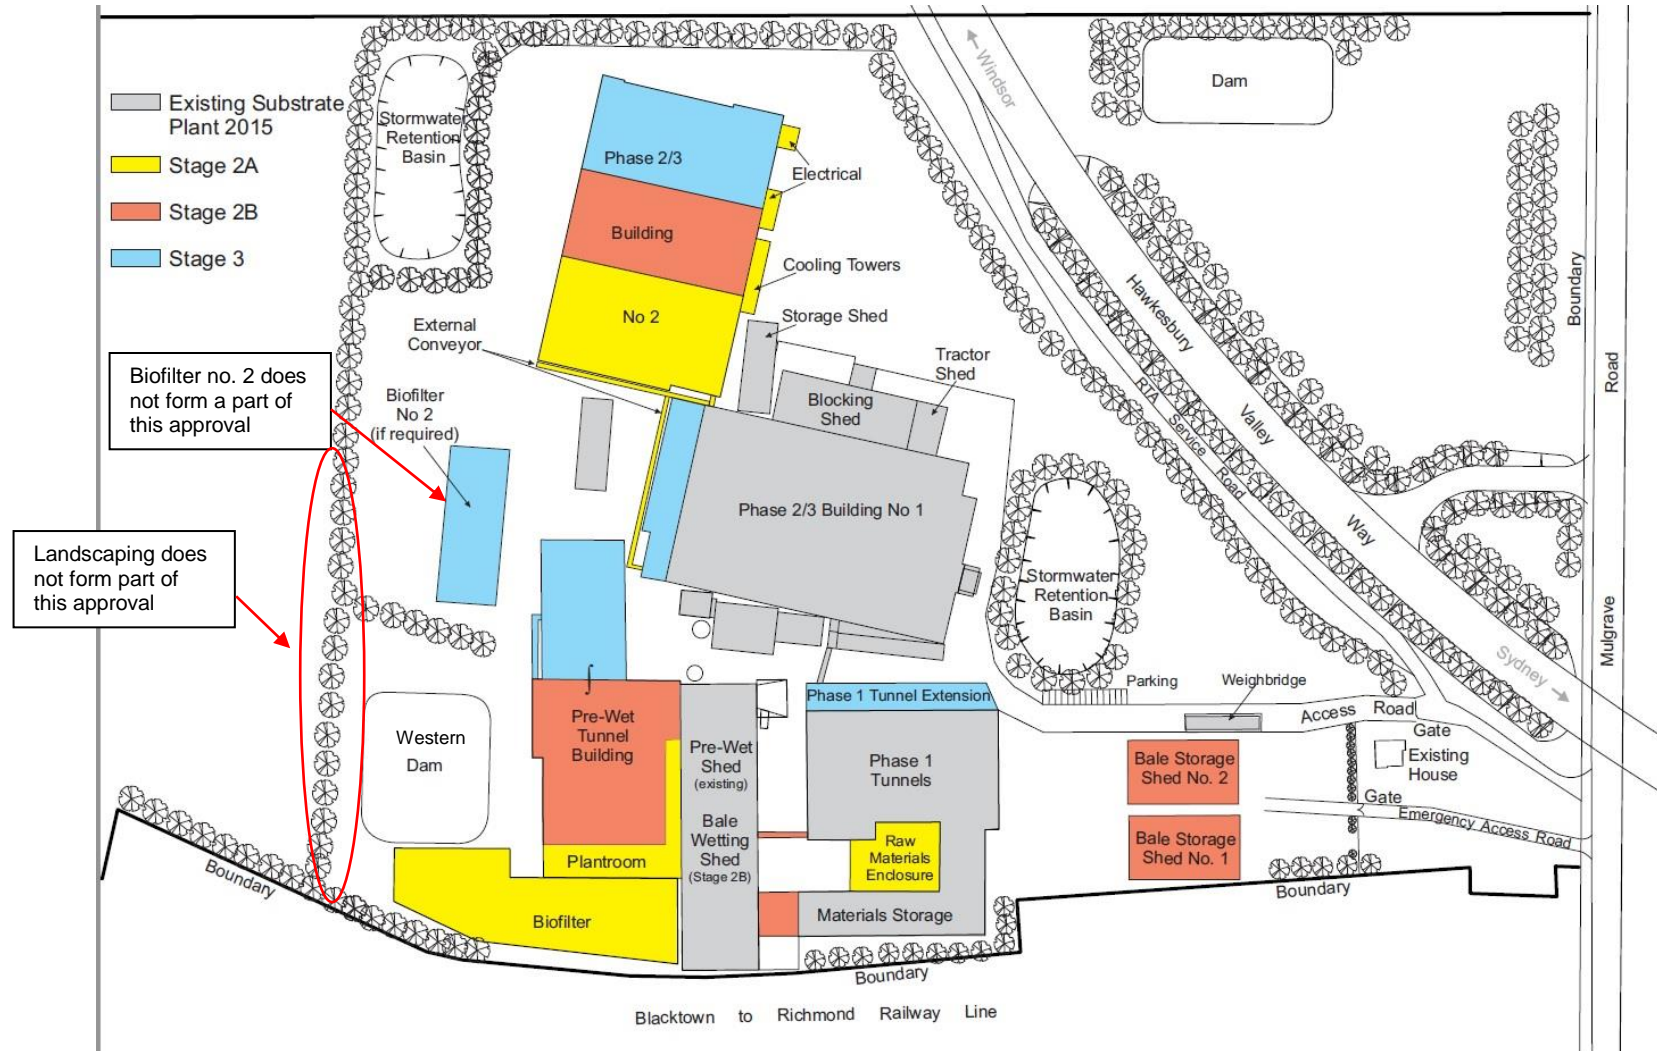 Existing Substrate
Plant 2015
Stage 2A
Stage 2B
Stage 3
Stormwater
Retention
Basin
Windsor
Dam
Phase 2/3
Building
No 2
Electrical
Cooling Towers
Storage Shed
External
Conveyor
Tractor
Shed
Blocking
Shed
Biofilter no. 2 does
not form a part of
this approval
Biofilter
No 2
(if required)
Landscaping does
not form part of
this approval
Phase 2/3 Building No 1
Hawkesbury
Valley
Way
RTA Service Road
Boundary
Road
Mulgrave
Sydney
Stormwater
Retention
Basin
Parking
Weighbridge
Access Road
Gate
Existing
House
Gate
Emergency Access Road
Phase 1 Tunnel Extension
Phase 1
Tunnels
Pre-Wet
Tunnel
Building
Pre-Wet
Shed
(existing)
Bale
Wetting
Shed
(Stage 2B)
Western
Dam
Bale Storage
Shed No. 2
Bale Storage
Shed No. 1
Raw
Materials
Enclosure
Plantroom
Biofilter
Materials Storage
Boundary
Boundary
Boundary
Blacktown to Richmond Railway Line